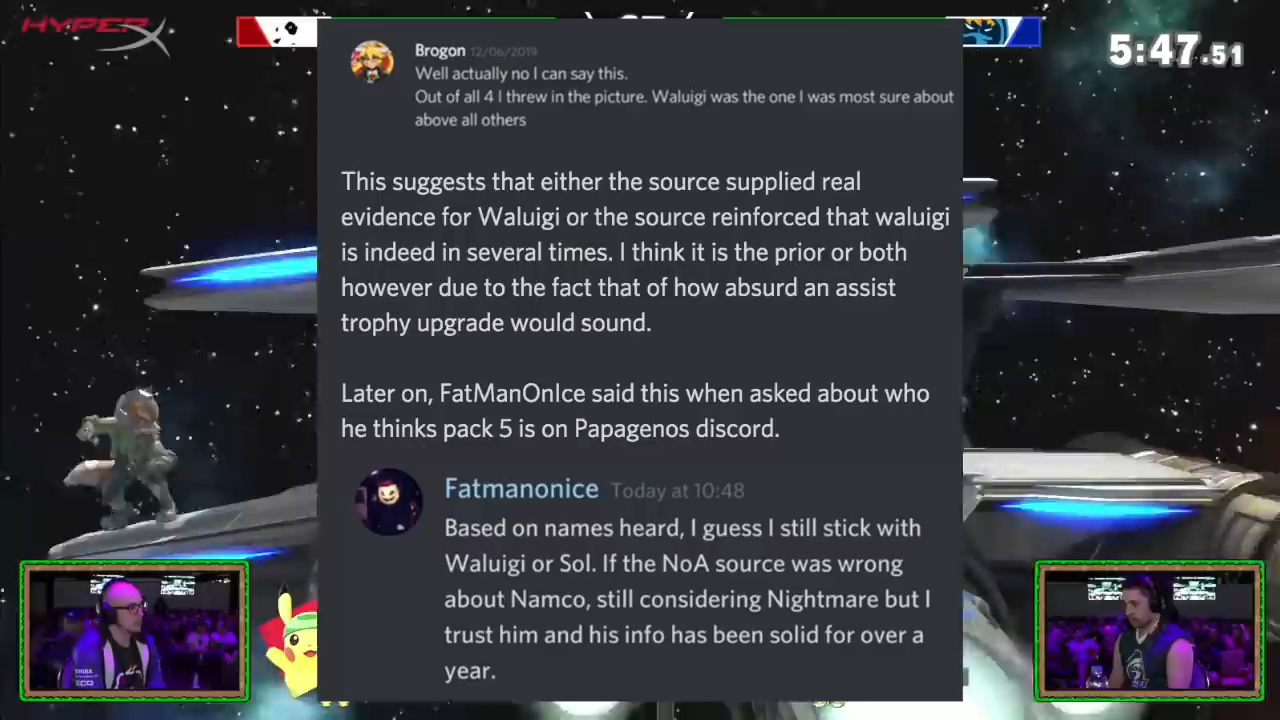 HYPERX
5:47.51
Brogon 12/06/2019
Well actually no I can say this.
Out of all 4 I threw in the picture. Waluigi was the one I was most sure about
above all others
This suggests that either the source supplied real
evidence for Waluigi or the source reinforced that waluigi
is indeed in several times. I think it is the prior or both
however due to the fact that of how absurd an assist
trophy upgrade would sound.
Later on, FatManOnIce said this when asked about who
he thinks pack 5 is on Papagenos discord.
Fatmanonice Today at 10:48
Based on names heard, I guess I still stick with
Waluigi or Sol. If the NoA source was wrong
about Namco, still considering Nightmare but I
trust him and his info has been solid for over a
year.